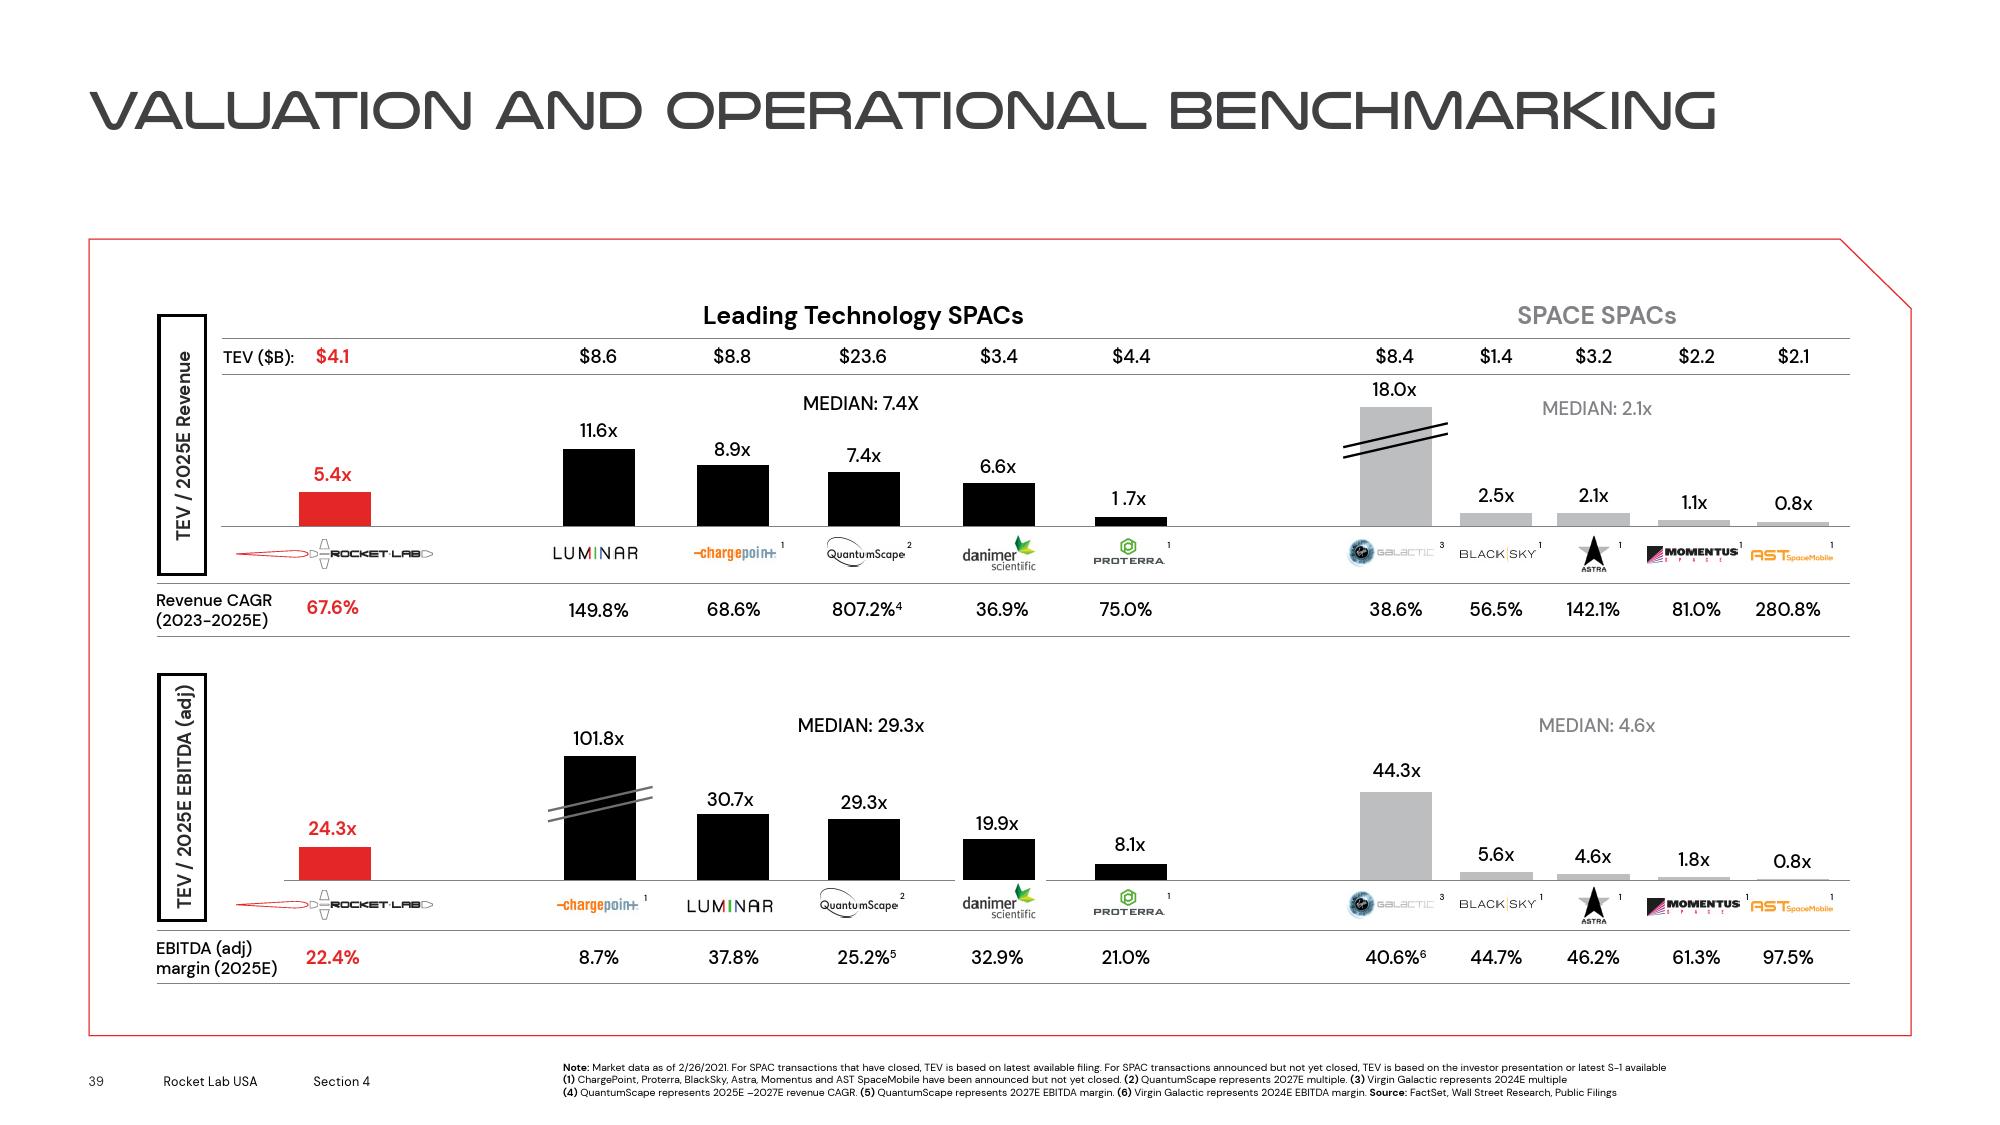 VALUATION AND OPERATIONAL BENCHMARKING
Leading Technology SPACs
SPACE SPACs
TEV / 2025E Revenue
TEV ($B): $4.1 $8.6 $8.8 $23.6 $3.4 $4.4 $8.4 $1.4 $3.2 $2.2 $2.1
MEDIAN: 7.4X
MEDIAN: 2.1x
5.4x 11.6x 8.9x 7.4x 6.6x 1 .7x 18.0x 2.5x 2.1x 1.1x 0.8x
ROCKET LAB LUMINAR chargepoin+ 1 QuantumScape 2 danimer scientific PROTERRA 1 GALACTIC 3 BLACK SKY 1 ASTRA 1 MOMENTUS SPACE 1 AST SpaceMobile 1
Revenue CAGR
(2023-2025E)
67.6% 149.8% 68.6% 807.2%4 36.9% 75.0% 38.6% 56.5% 142.1% 81.0% 280.8%
TEV / 2025E EBITDA (adj)
MEDIAN: 29.3x
MEDIAN: 4.6x
24.3x 101.8x 30.7x 29.3x 19.9x 8.1x 44.3x 5.6x 4.6x 1.8x 0.8x
ROCKET LAB chargepoin+ 1 LUMINAR QuantumScape 2 danimer scientific PROTERRA 1 GALACTIC 3 BLACK SKY 1 ASTRA 1 MOMENTUS SPACE 1 AST SpaceMobile 1
EBITDA (adj)
margin (2025E)
22.4% 8.7% 37.8% 25.2%5 32.9% 21.0% 40.6%6 44.7% 46.2% 61.3% 97.5%
39 Rocket Lab USA Section 4
Note: Market data as of 2/26/2021. For SPAC transactions that have closed, TEV is based on latest available filing. For SPAC transactions announced but not yet closed, TEV is based on the investor presentation or latest S-1 available
(1) ChargePoint, Proterra, BlackSky, Astra, Momentus and AST SpaceMobile have been announced but not yet closed. (2) QuantumScape represents 2027E multiple. (3) Virgin Galactic represents 2024E multiple
(4) QuantumScape represents 2025E –2027E revenue CAGR. (5) QuantumScape represents 2027E EBITDA margin. (6) Virgin Galactic represents 2024E EBITDA margin. Source: FactSet, Wall Street Research, Public Filings